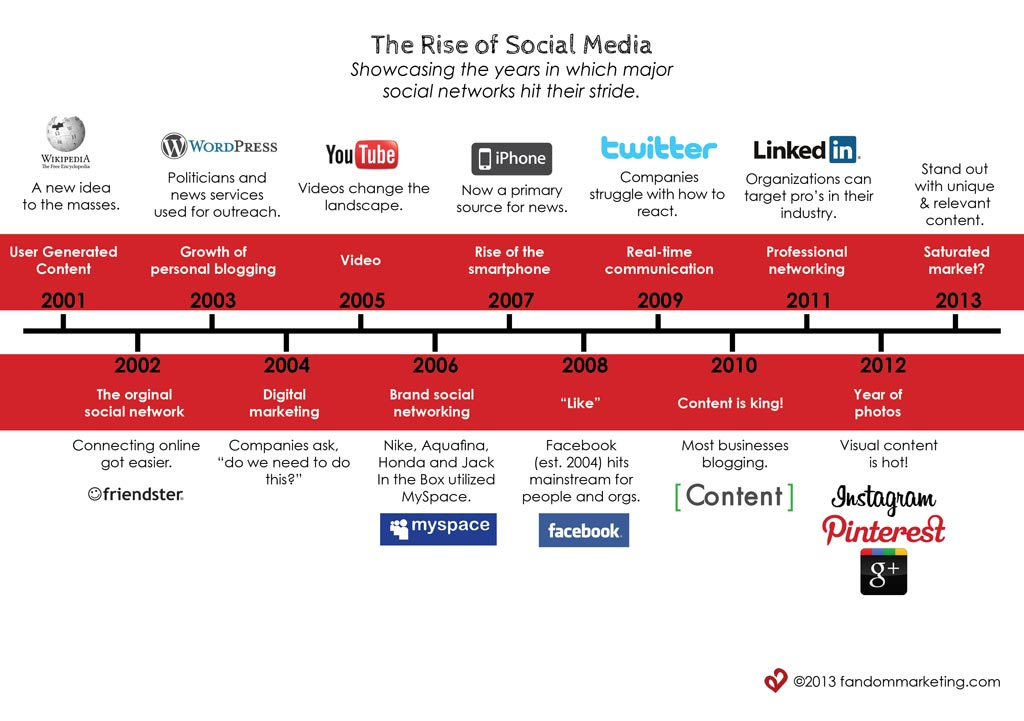 The Rise of Social Media
Showcasing the years in which major
social networks hit their stride.
WIKIPEDIA
The Free Encyclopedia
A new idea
to the masses.
WORDPRESS
Politicians and
news services
used for outreach.
YouTube
Videos change the
landscape.
iPhone
Now a primary
source for news.
twitter
Companies
struggle with how to
react.
Linked in
Organizations can
target pro's in their
industry.
Stand out
with unique
& relevant
content.
User Generated
Content
2001
Growth of
personal blogging
2003
Video
2005
Rise of the
smartphone
2007
Real-time
communication
2009
Professional
networking
2011
Saturated
market?
2013
2002
The orginal
social network
Connecting online
got easier.
friendster
2004
Digital
marketing
Companies ask,
“do we need to do
this?”
2006
Brand social
networking
Nike, Aquafina,
Honda and Jack
In the Box utilized
MySpace.
myspace
2008
“Like”
Facebook
(est. 2004) hits
mainstream for
people and orgs.
facebook
2010
Content is king!
Most businesses
blogging.
[Content]
2012
Year of
photos
Visual content
is hot!
Instagram
Pinterest
g+
©2013 fandommarketing.com